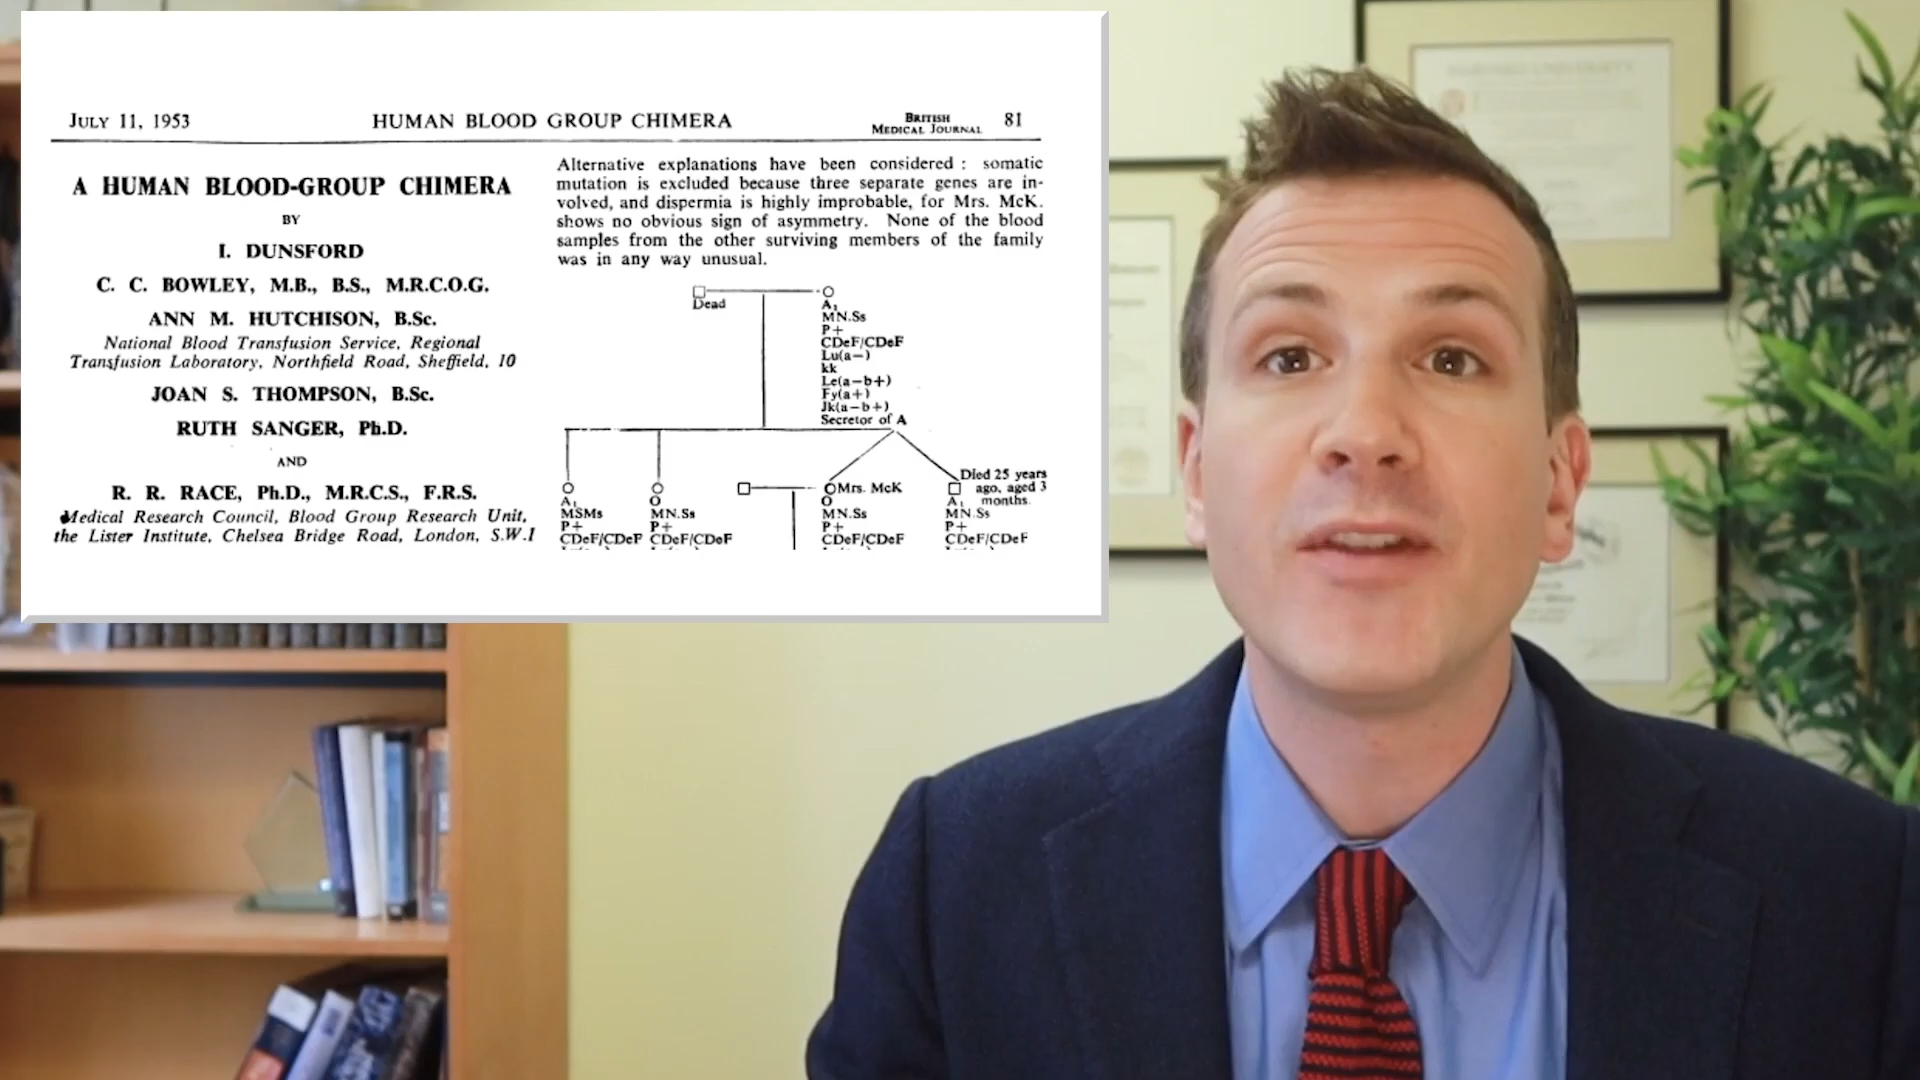 JULY 11, 1953 HUMAN BLOOD GROUP CHIMERA BRITISH MEDICAL JOURNAL 81
A HUMAN BLOOD-GROUP CHIMERA
BY
I. DUNSFORD
C. C. BOWLEY, M.B., B.S., M.R.C.O.G.
ANN M. HUTCHISON, B.Sc.
National Blood Transfusion Service, Regional
Transfusion Laboratory, Northfield Road, Sheffield, 10
JOAN S. THOMPSON, B.Sc.
RUTH SANGER, Ph.D.
AND
R. R. RACE, Ph.D., M.R.C.S., F.R.S.
Medical Research Council, Blood Group Research Unit,
the Lister Institute, Chelsea Bridge Road, London, S.W.1
Alternative explanations have been considered : somatic
mutation is excluded because three separate genes are in-
volved, and dispermia is highly improbable, for Mrs. McK.
shows no obvious sign of asymmetry. None of the blood
samples from the other surviving members of the family
was in any way unusual.
Dead
A₁
MN.Ss
P+
CDeF/CDeF
Lu(a−)
kk
Le(a−b+)
Fy(a+)
Jk(a−b+)
Secretor of A
A₁
MSMs
P+
CDeF/CDeF
O
MN.Ss
P+
CDeF/CDeF
Mrs. McK
O
MN.Ss
P+
CDeF/CDeF
Died 25 years
ago, aged 3
months.
A₁
MN.Ss
P+
CDeF/CDeF